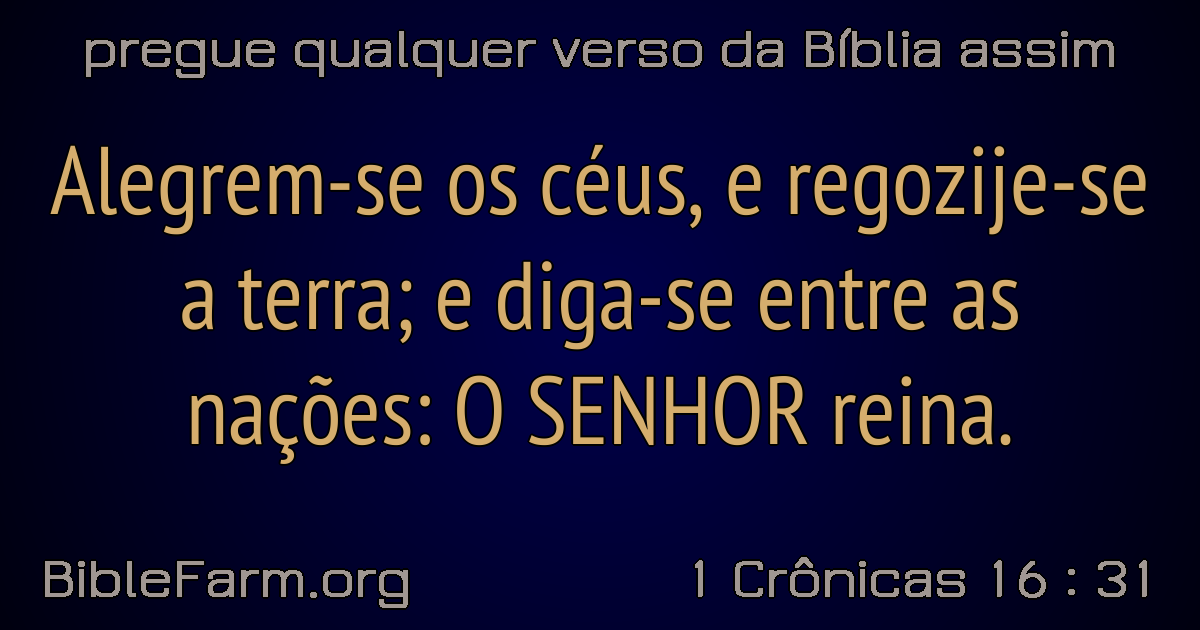 pregue qualquer verso da Bíblia assim
Alegrem-se os céus, e regozije-se
a terra; e diga-se entre as
nações: O SENHOR reina.
BibleFarm.org
1 Crônicas 16 : 31